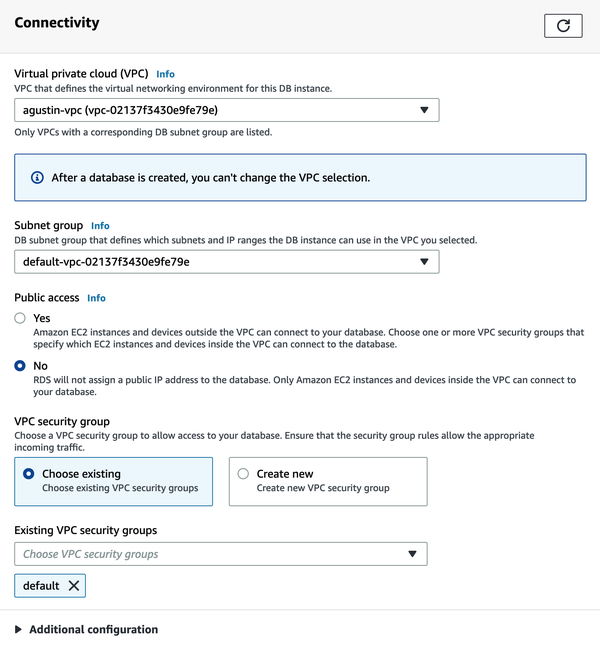 Connectivity
Virtual private cloud (VPC) Info
VPC that defines the virtual networking environment for this DB instance.
agustin-vpc (vpc-02137f3430e9fe79e)
Only VPCs with a corresponding DB subnet group are listed.
After a database is created, you can't change the VPC selection.
Subnet group Info
DB subnet group that defines which subnets and IP ranges the DB instance can use in the VPC you selected.
default-vpc-02137f3430e9fe79e
Public access Info
Yes
Amazon EC2 instances and devices outside the VPC can connect to your database. Choose one or more VPC security groups that
specify which EC2 instances and devices inside the VPC can connect to the database.
No
RDS will not assign a public IP address to the database. Only Amazon EC2 instances and devices inside the VPC can connect to
your database.
VPC security group
Choose a VPC security group to allow access to your database. Ensure that the security group rules allow the appropriate
incoming traffic.
Choose existing
Choose existing VPC security groups
Create new
Create new VPC security group
Existing VPC security groups
Choose VPC security groups
default
Additional configuration